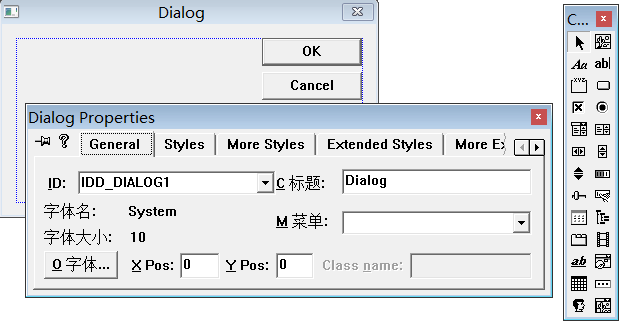 Dialog
C...
OK
Cancel
Aa ab|
XYZ
Dialog Properties
? General Styles More Styles Extended Styles
ID: IDD_DIALOG1 C 标题: Dialog
字体名: System
M 菜单:
字体大小: 10
O 字体... X Pos: 0 Y Pos: 0 Class name:
ab